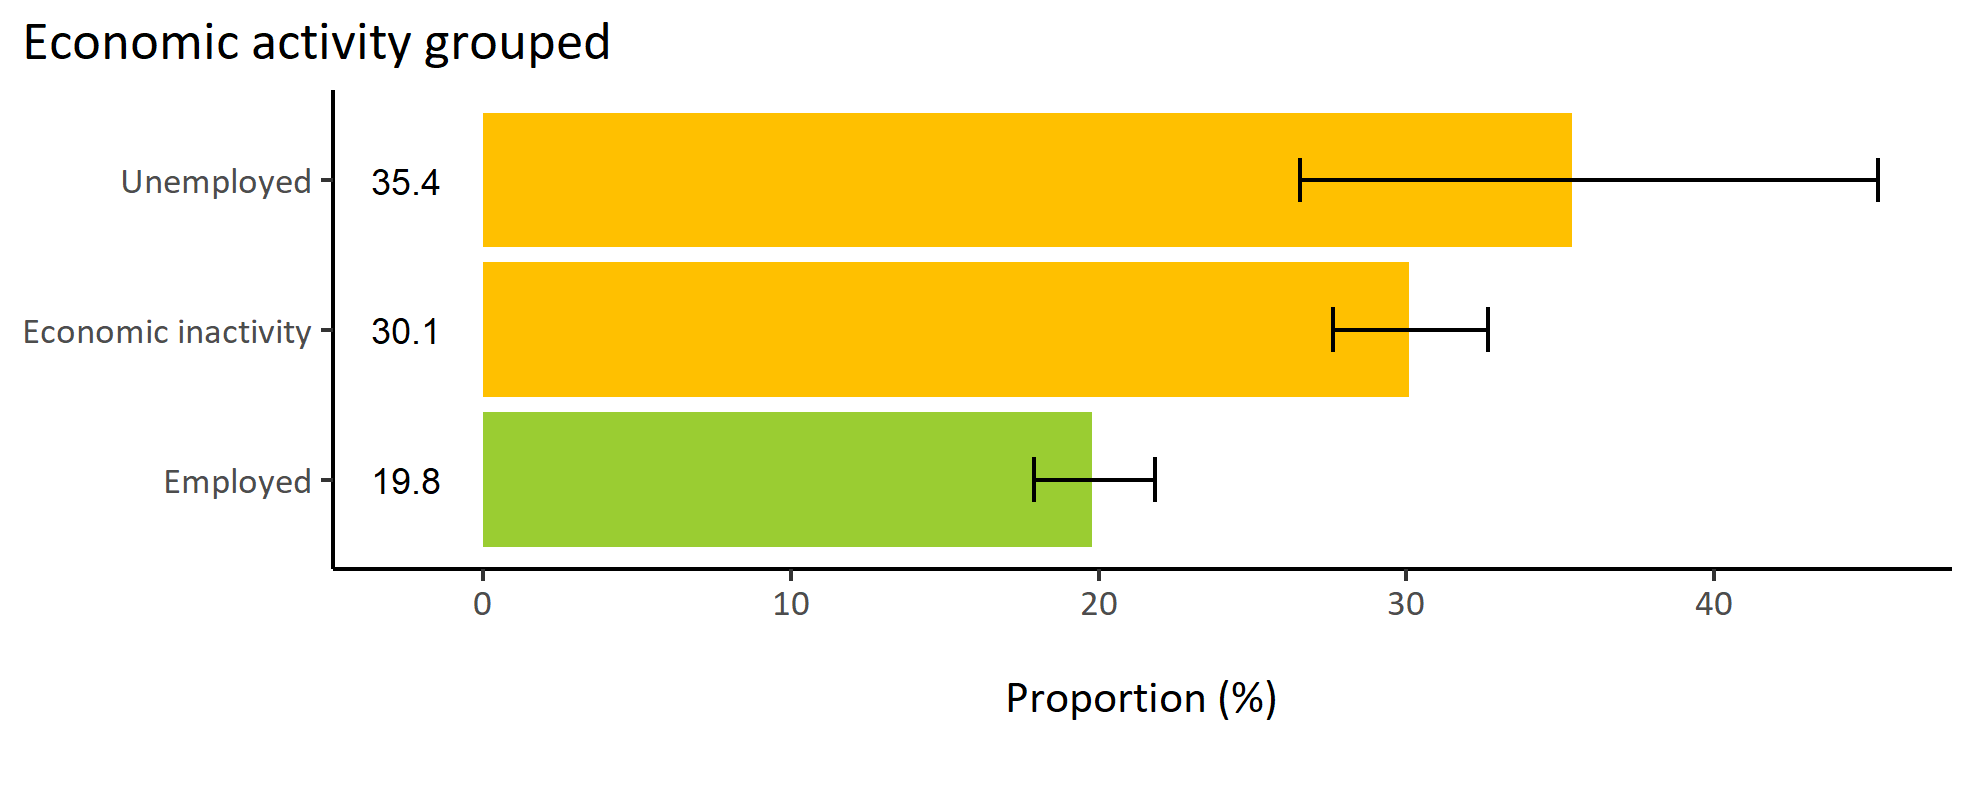 Economic activity grouped
Unemployed 35.4
Economic inactivity 30.1
Employed 19.8
0 10 20 30 40
Proportion (%)